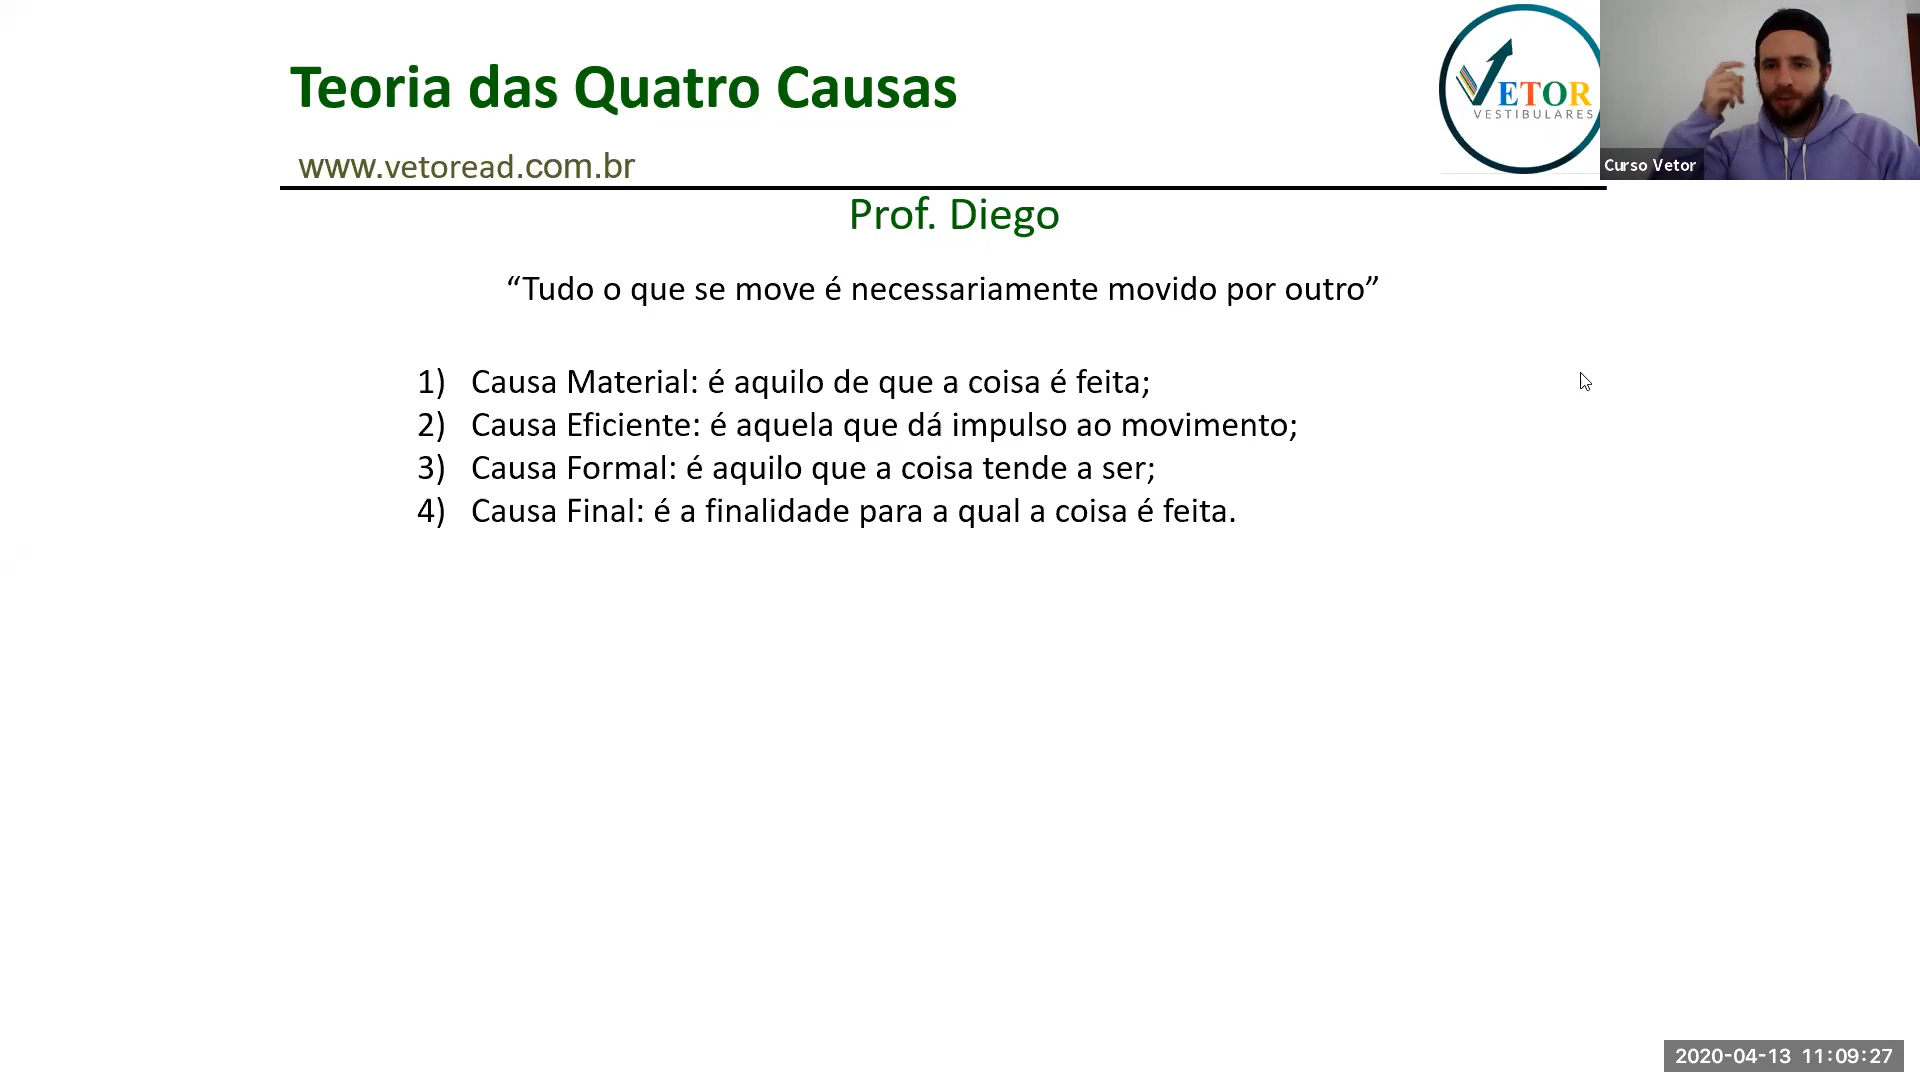 Teoria das Quatro Causas
VETOR
VESTIBULARES
Curso Vetor
www.vetoread.com.br
Prof. Diego
“Tudo o que se move é necessariamente movido por outro”
1) Causa Material: é aquilo de que a coisa é feita;
2) Causa Eficiente: é aquela que dá impulso ao movimento;
3) Causa Formal: é aquilo que a coisa tende a ser;
4) Causa Final: é a finalidade para a qual a coisa é feita.
2020-04-13 11:09:27